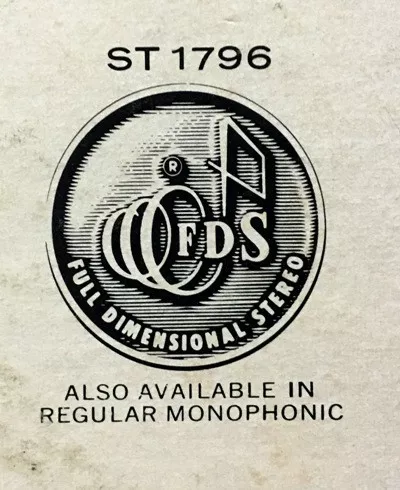 ST 1796
®
FDS
FULL DIMENSIONAL STEREO
ALSO AVAILABLE IN
REGULAR MONOPHONIC